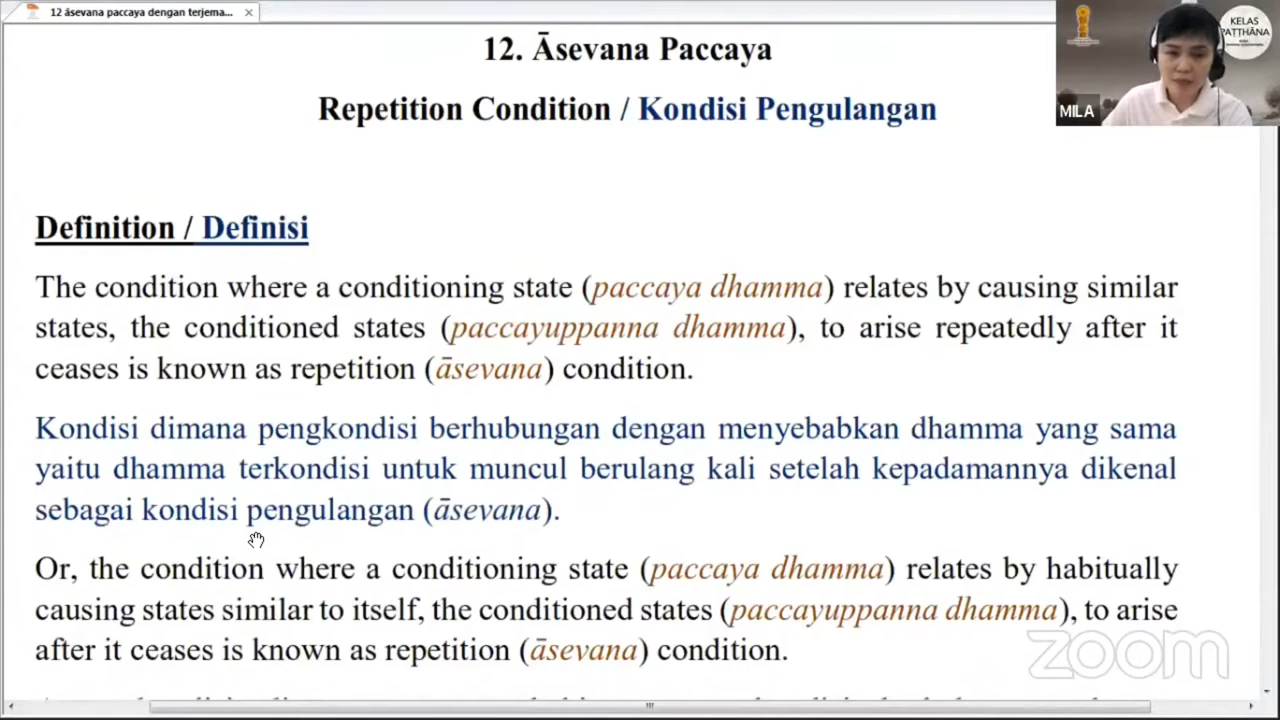 12 āsevana paccaya dengan terjema...
12. Āsevana Paccaya
Repetition Condition / Kondisi Pengulangan
KELAS
PATTHĀNA
MILA
Definition / Definisi
The condition where a conditioning state (paccaya dhamma) relates by causing similar
states, the conditioned states (paccayuppanna dhamma), to arise repeatedly after it
ceases is known as repetition (āsevana) condition.
Kondisi dimana pengkondisi berhubungan dengan menyebabkan dhamma yang sama
yaitu dhamma terkondisi untuk muncul berulang kali setelah kepadamannya dikenal
sebagai kondisi pengulangan (āsevana).
Or, the condition where a conditioning state (paccaya dhamma) relates by habitually
causing states similar to itself, the conditioned states (paccayuppanna dhamma), to arise
after it ceases is known as repetition (āsevana) condition.
zoom